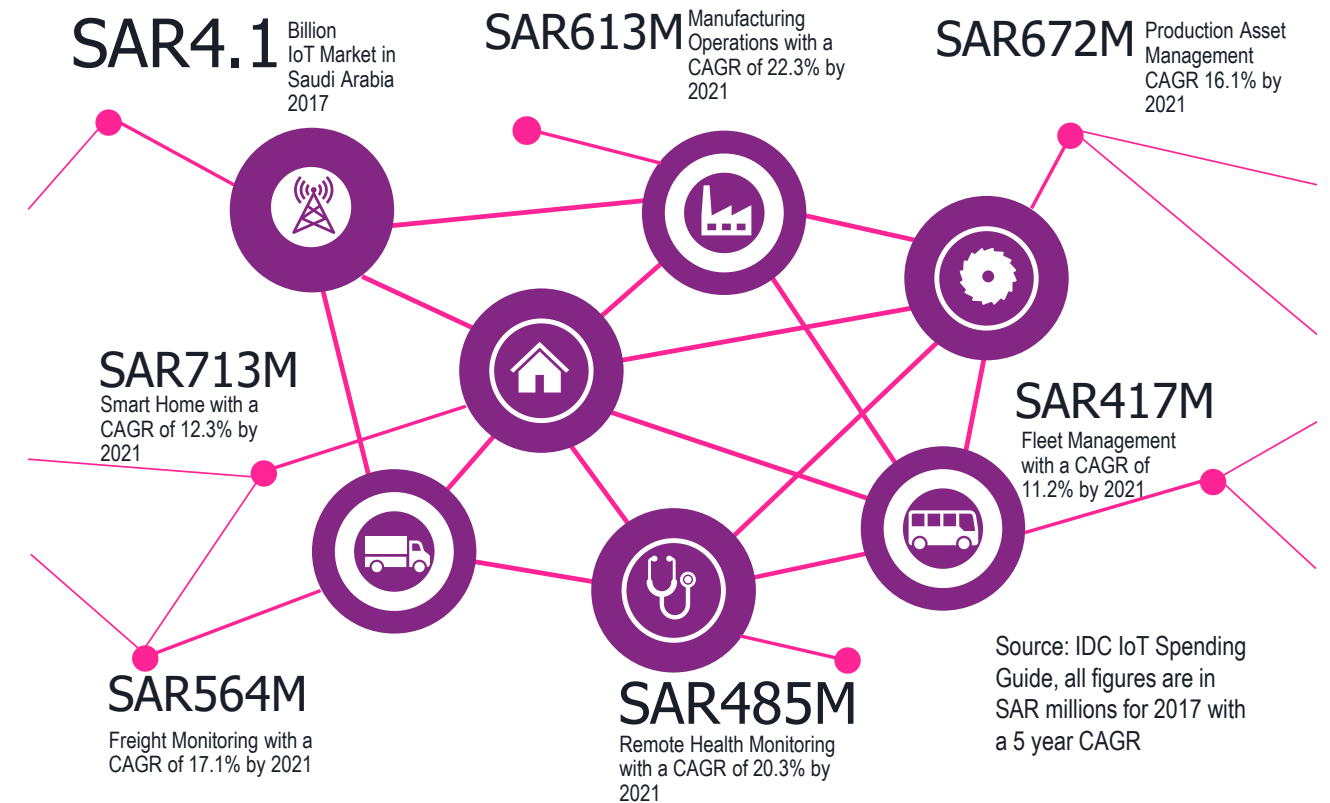 SAR4.1
Billion
IoT Market in
Saudi Arabia
2017
SAR613M
Manufacturing
Operations with a
CAGR of 22.3% by
2021
SAR672M
Production Asset
Management
CAGR 16.1% by
2021
SAR713M
Smart Home with a
CAGR of 12.3% by
2021
SAR417M
Fleet Management
with a CAGR of
11.2% by 2021
SAR564M
Freight Monitoring with a
CAGR of 17.1% by 2021
SAR485M
Remote Health Monitoring
with a CAGR of 20.3% by
2021
Source: IDC IoT Spending
Guide, all figures are in
SAR millions for 2017 with
a 5 year CAGR